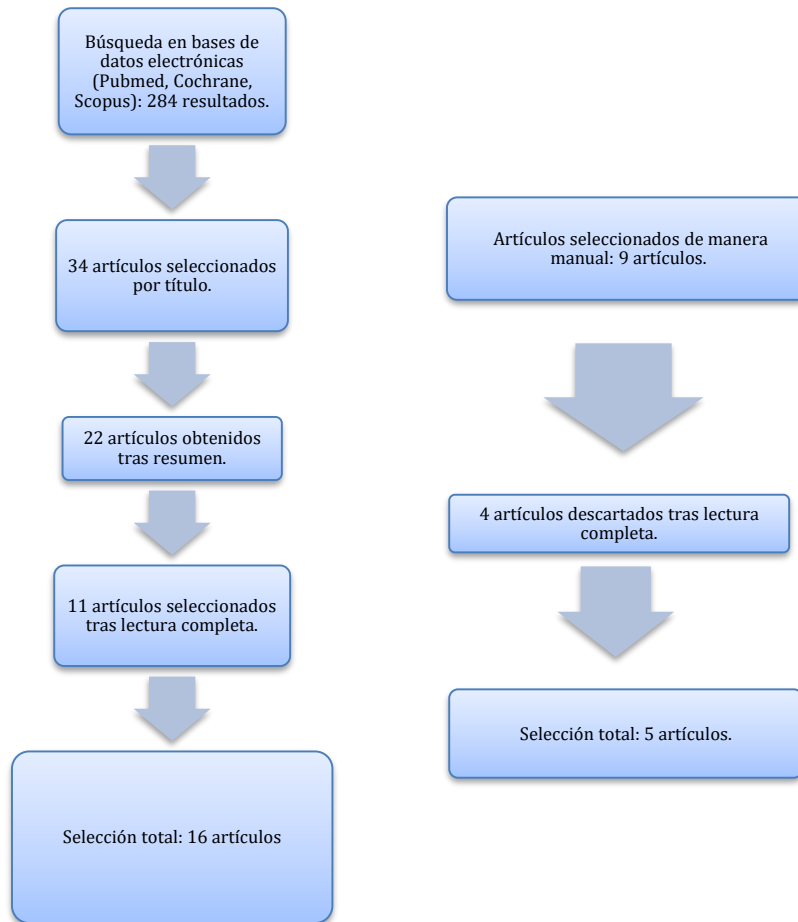 Búsqueda en bases de
datos electrónicas
(Pubmed, Cochrane,
Scopus): 284 resultados.
34 artículos seleccionados
por título.
22 artículos obtenidos
tras resumen.
11 artículos seleccionados
tras lectura completa.
Selección total: 16 artículos
Artículos seleccionados de manera
manual: 9 artículos.
4 artículos descartados tras lectura
completa.
Selección total: 5 artículos.